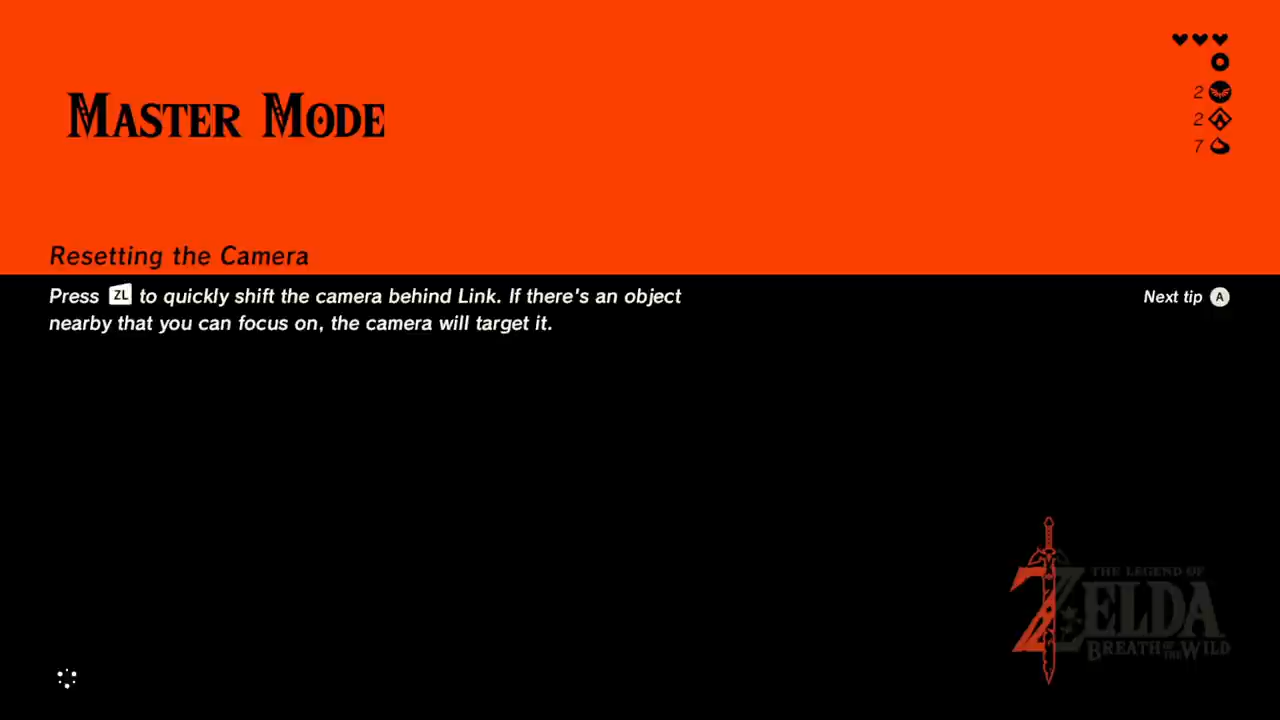 MASTER MODE
2
2
7
Resetting the Camera
Press ZL to quickly shift the camera behind Link. If there's an object
nearby that you can focus on, the camera will target it.
Next tip A
THE LEGEND OF
ZELDA
BREATH OF THE WILD